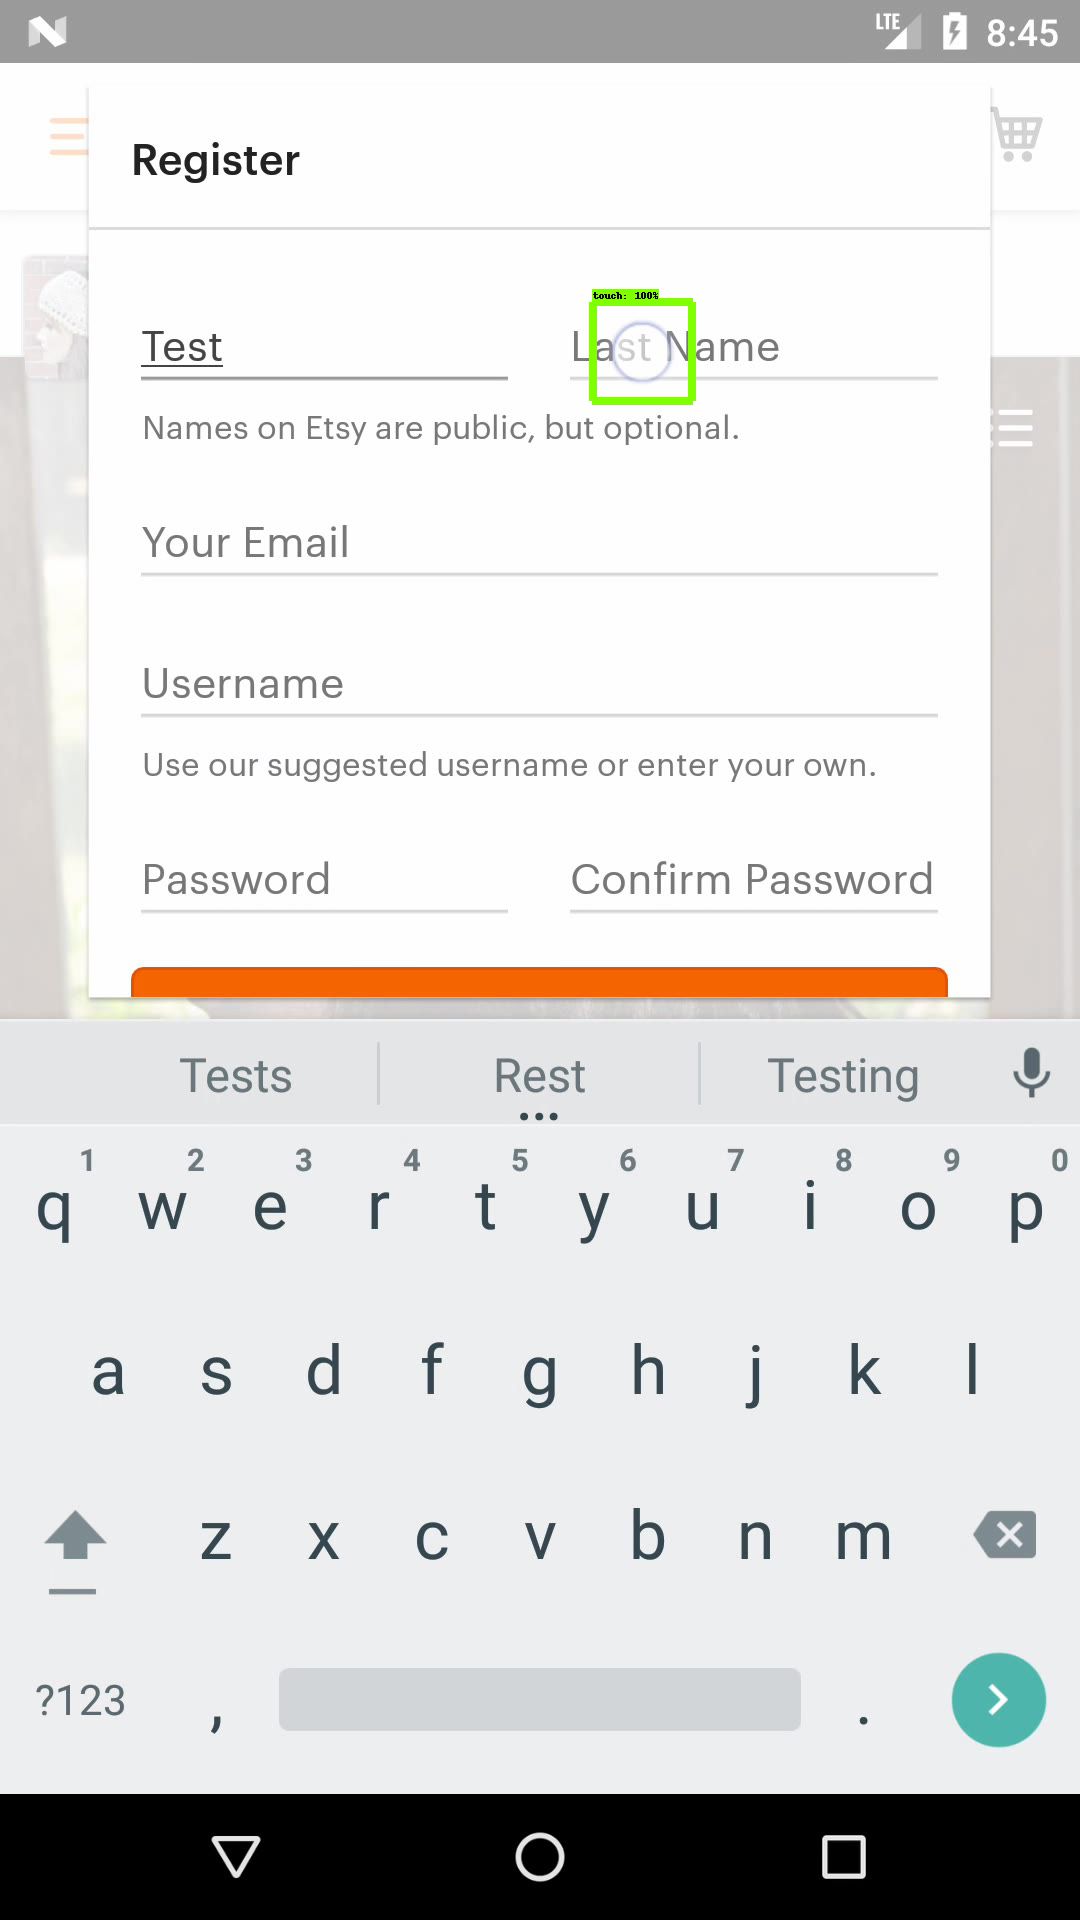 LTE 8:45
Register
touch: 100%
Test Last Name
Names on Etsy are public, but optional.
Your Email
Username
Use our suggested username or enter your own.
Password Confirm Password
Tests Rest Testing
1 2 3 4 5 6 7 8 9 0
q w e r t y u i o p
a s d f g h j k l
z x c v b n m
?123 , .